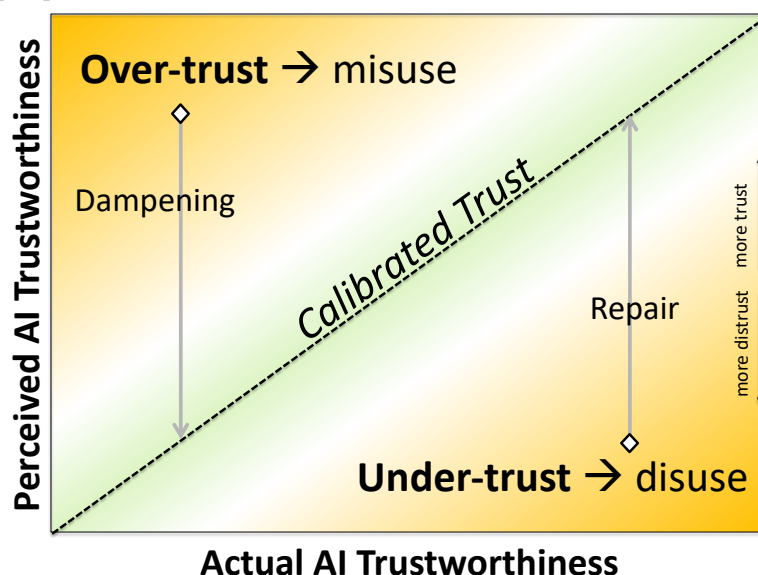 Over-trust → misuse
Dampening
Calibrated Trust
Repair
Under-trust → disuse
more trust
more distrust
Perceived AI Trustworthiness
Actual AI Trustworthiness